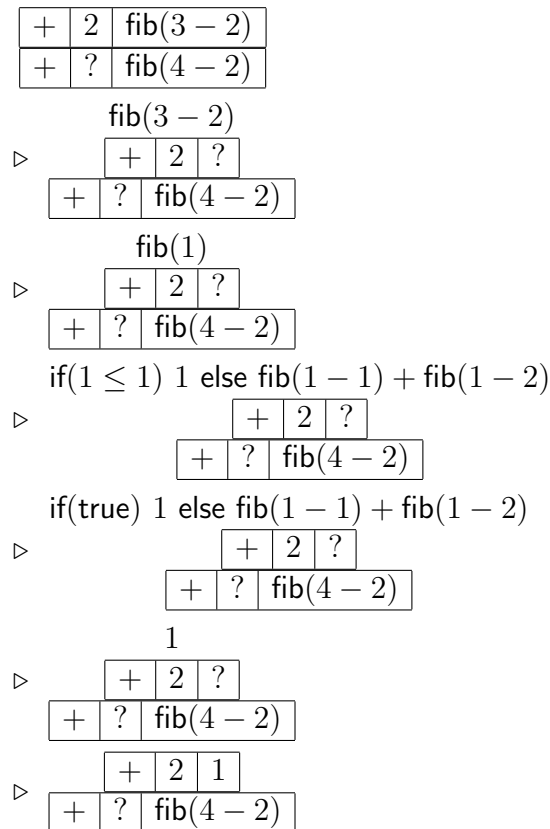 + 2 fib(3 − 2)
+ ? fib(4 − 2)
fib(3 − 2)
▷ + 2 ?
+ ? fib(4 − 2)
fib(1)
▷ + 2 ?
+ ? fib(4 − 2)
if(1 ≤ 1) 1 else fib(1 − 1) + fib(1 − 2)
▷ + 2 ?
+ ? fib(4 − 2)
if(true) 1 else fib(1 − 1) + fib(1 − 2)
▷ + 2 ?
+ ? fib(4 − 2)
1
▷ + 2 ?
+ ? fib(4 − 2)
▷ + 2 1
+ ? fib(4 − 2)